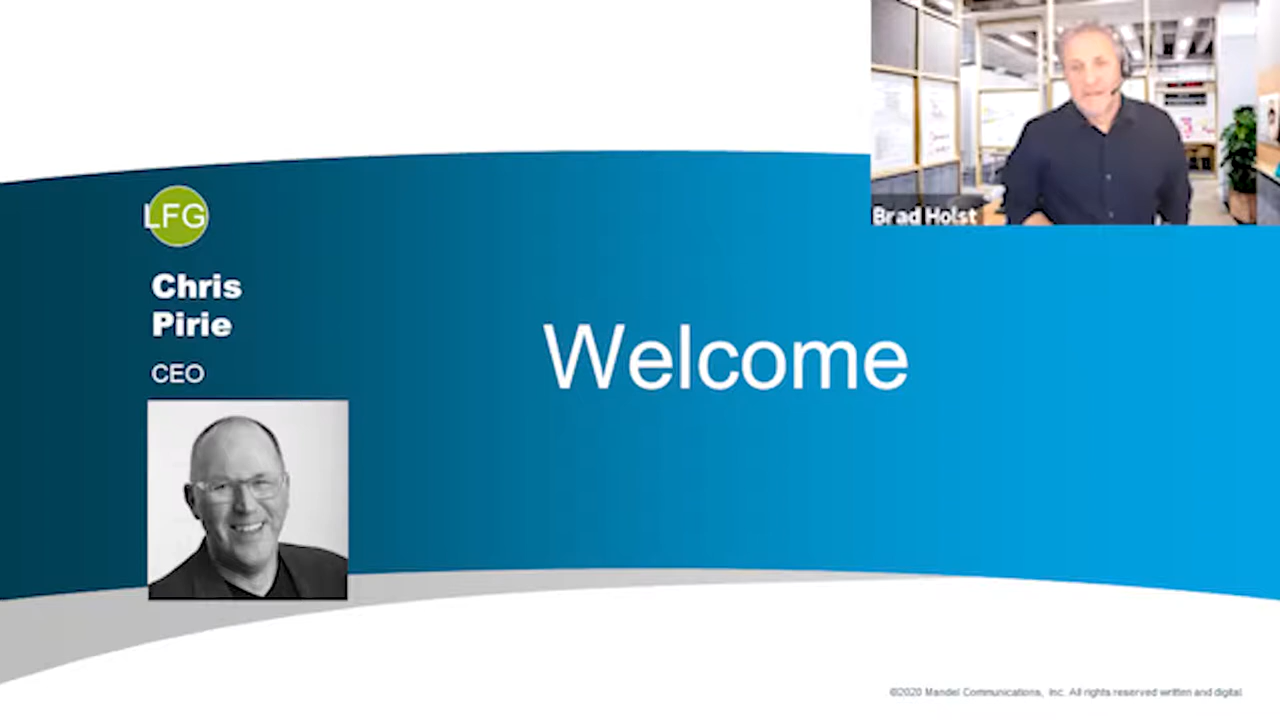 Brad Holst
LFG
Chris
Pirie
CEO
Welcome
©2020 Mandel Communications, Inc. All rights reserved written and digital